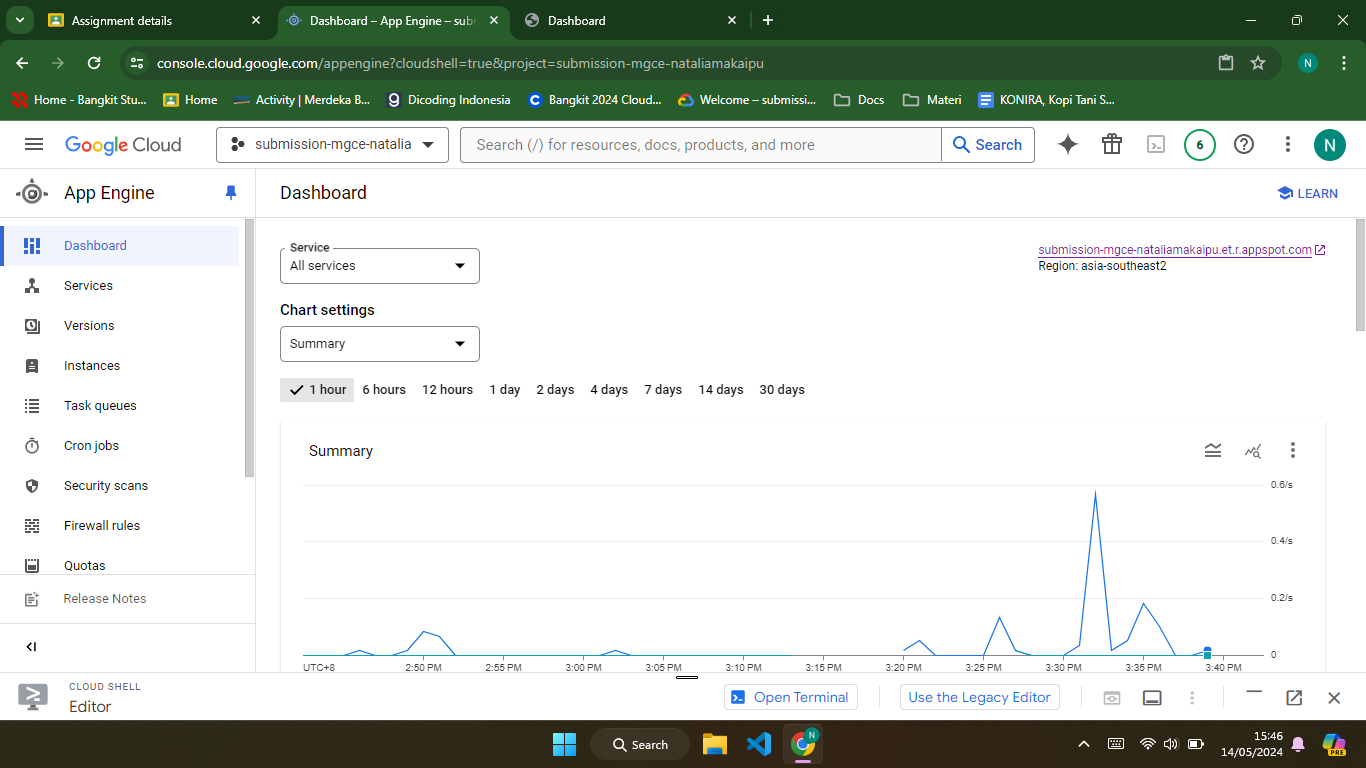 Assignment details
Dashboard – App Engine – sub
Dashboard
console.cloud.google.com/appengine?cloudshell=true&project=submission-mgce-nataliamakaipu
N
Home - Bangkit Stu...
Home
Activity | Merdeka B...
Dicoding Indonesia
Bangkit 2024 Cloud...
Welcome – submissi...
Docs
Materi
KONIRA, Kopi Tani S...
Google Cloud
submission-mgce-natalia
Search (/) for resources, docs, products, and more
Search
6
N
App Engine
Dashboard
LEARN
Dashboard
Services
Versions
Instances
Task queues
Cron jobs
Security scans
Firewall rules
Quotas
Release Notes
Service
All services
submission-mgce-nataliamakaipu.et.r.appspot.com
Region: asia-southeast2
Chart settings
Summary
1 hour 6 hours 12 hours 1 day 2 days 4 days 7 days 14 days 30 days
Summary
0.6/s
0.4/s
0.2/s
0
UTC+8 2:50 PM 2:55 PM 3:00 PM 3:05 PM 3:10 PM 3:15 PM 3:20 PM 3:25 PM 3:30 PM 3:35 PM 3:40 PM
CLOUD SHELL
Editor
Open Terminal
Use the Legacy Editor
Search
N
15:46
14/05/2024
PRE